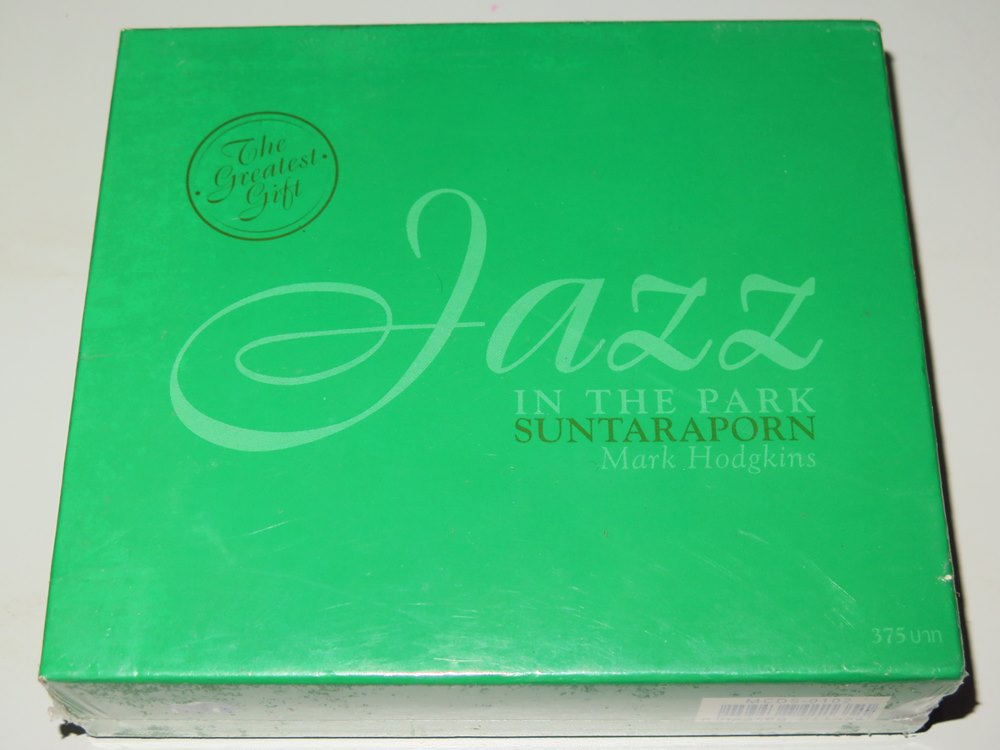 The
Greatest
Gift
Jazz
IN THE PARK
SUNTARAPORN
Mark Hodgkins
375 บาท